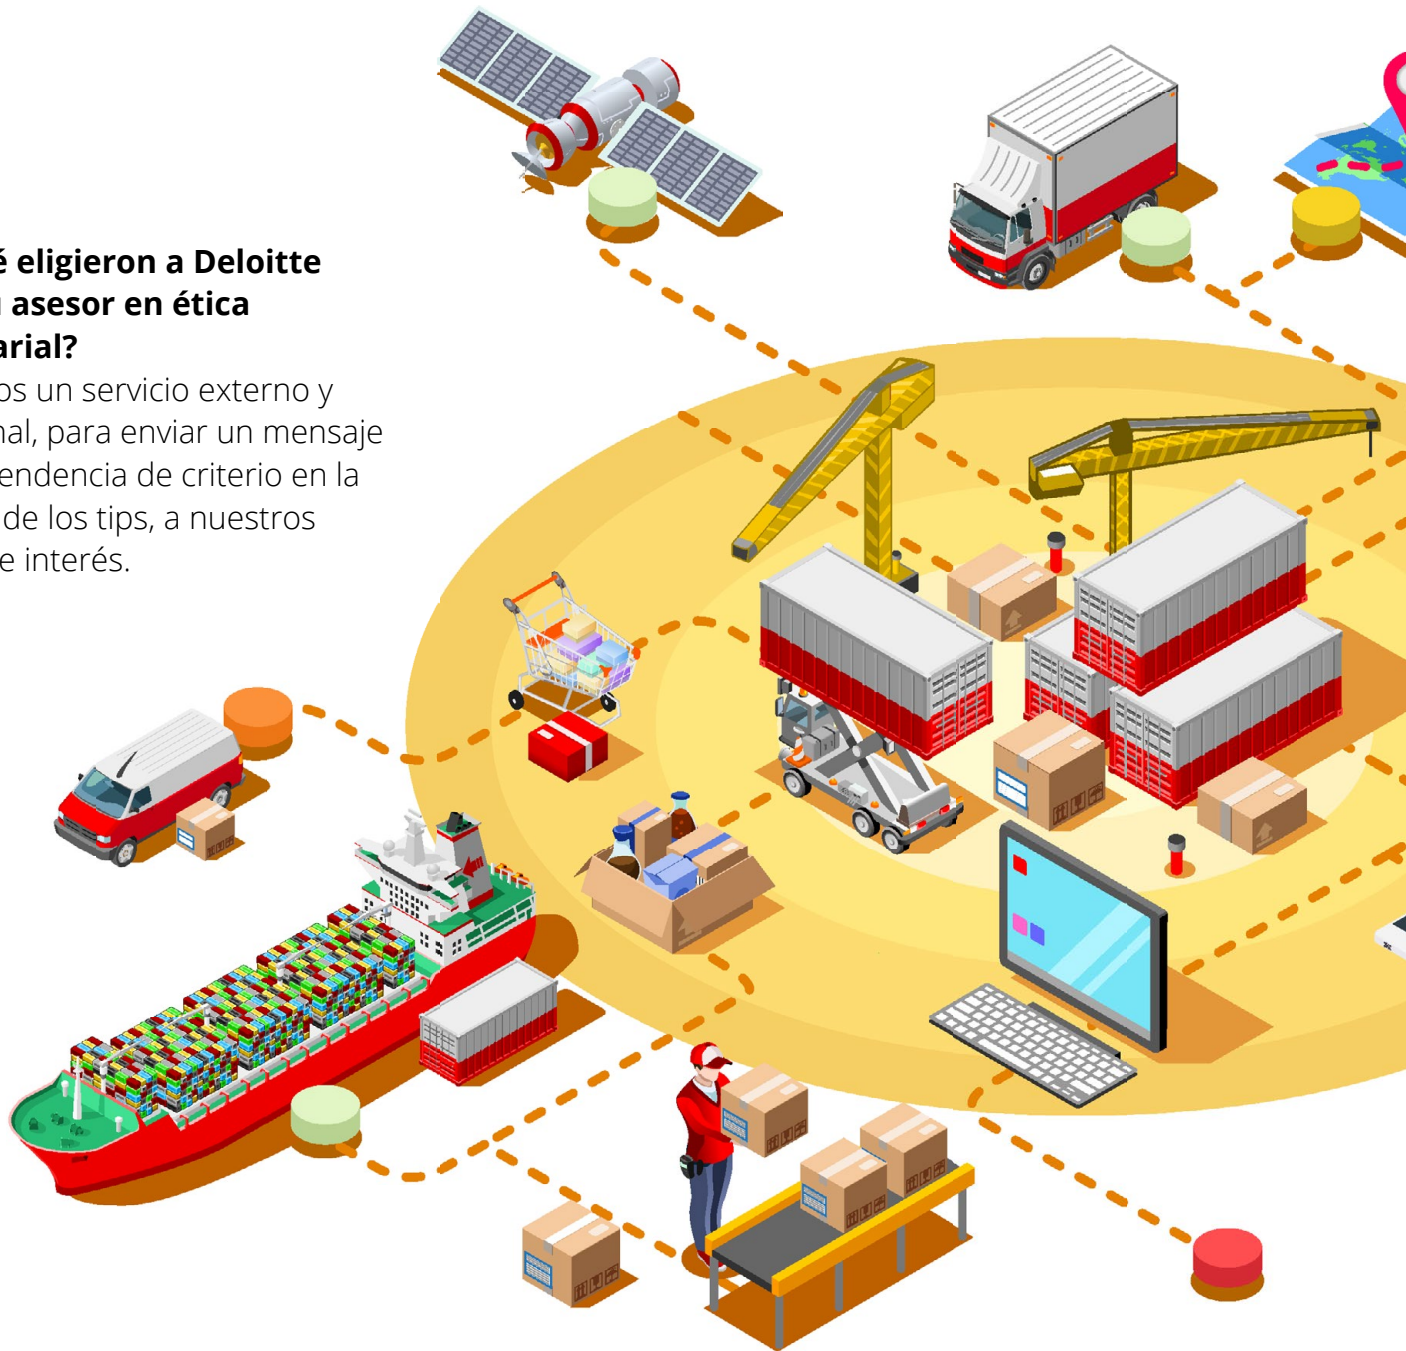 é eligieron a Deloitte
u asesor en ética
arial?
os un servicio externo y
nal, para enviar un mensaje
endencia de criterio en la
de los tips, a nuestros
e interés.